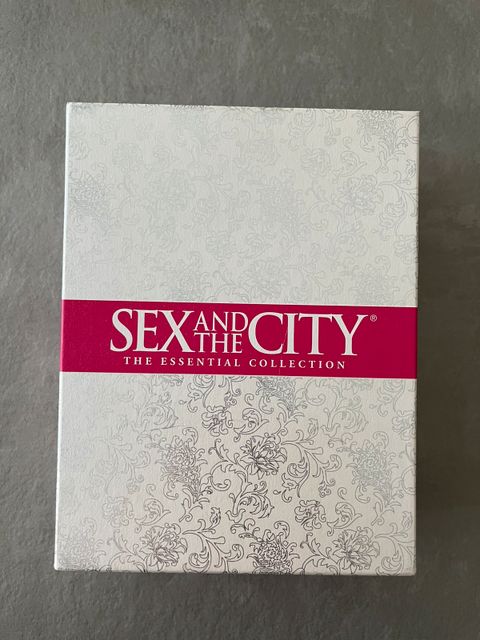 SEX AND THE CITY®
THE ESSENTIAL COLLECTION